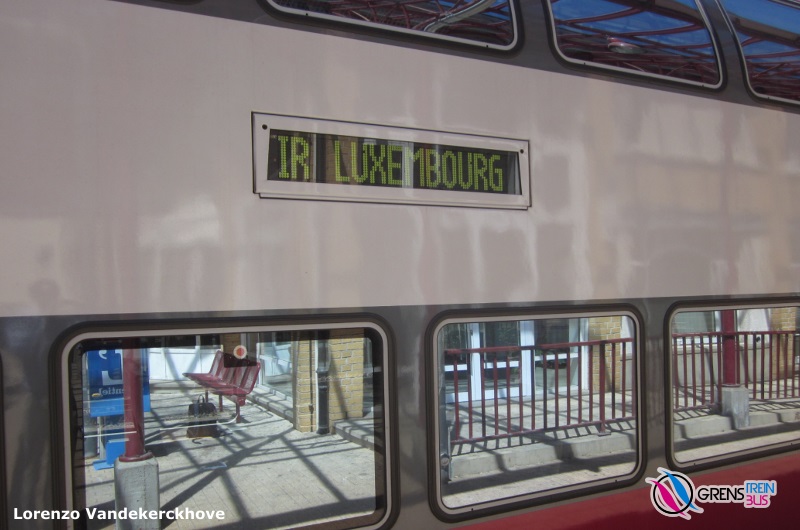 IR LUXEMBOURG
Lorenzo Vandekerckhove
GRENS TREIN BUS